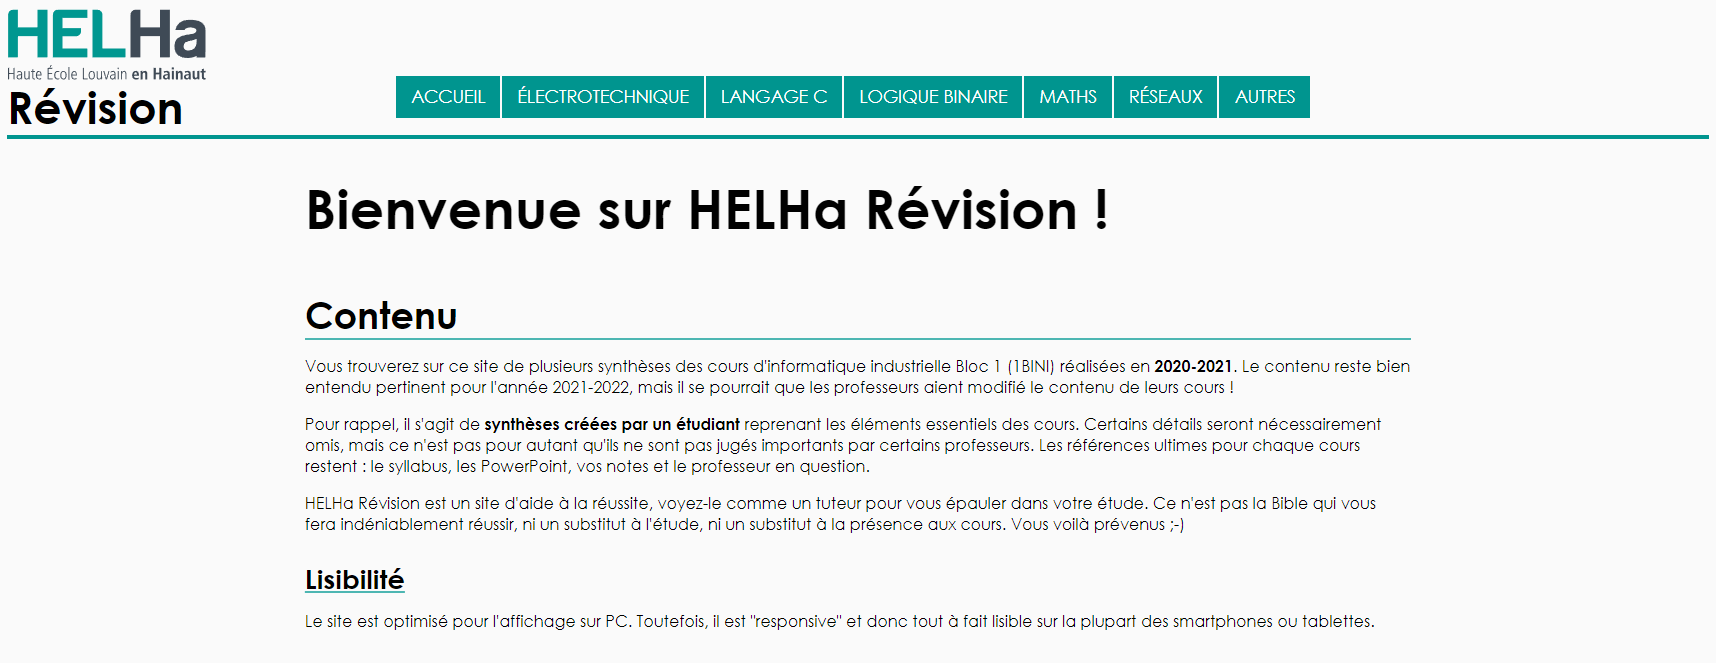 HELHa
Haute École Louvain en Hainaut
Révision
ACCUEIL
ÉLECTROTECHNIQUE
LANGAGE C
LOGIQUE BINAIRE
MATHS
RÉSEAUX
AUTRES
Bienvenue sur HELHa Révision !
Contenu
Vous trouverez sur ce site de plusieurs synthèses des cours d'informatique industrielle Bloc 1 (1BINI) réalisées en 2020-2021. Le contenu reste bien
entendu pertinent pour l'année 2021-2022, mais il se pourrait que les professeurs aient modifié le contenu de leurs cours !
Pour rappel, il s'agit de synthèses créées par un étudiant reprenant les éléments essentiels des cours. Certains détails seront nécessairement
omis, mais ce n'est pas pour autant qu'ils ne sont pas jugés importants par certains professeurs. Les références ultimes pour chaque cours
restent : le syllabus, les PowerPoint, vos notes et le professeur en question.
HELHa Révision est un site d'aide à la réussite, voyez-le comme un tuteur pour vous épauler dans votre étude. Ce n'est pas la Bible qui vous
fera indéniablement réussir, ni un substitut à l'étude, ni un substitut à la présence aux cours. Vous voilà prévenus ;-)
Lisibilité
Le site est optimisé pour l'affichage sur PC. Toutefois, il est "responsive" et donc tout à fait lisible sur la plupart des smartphones ou tablettes.